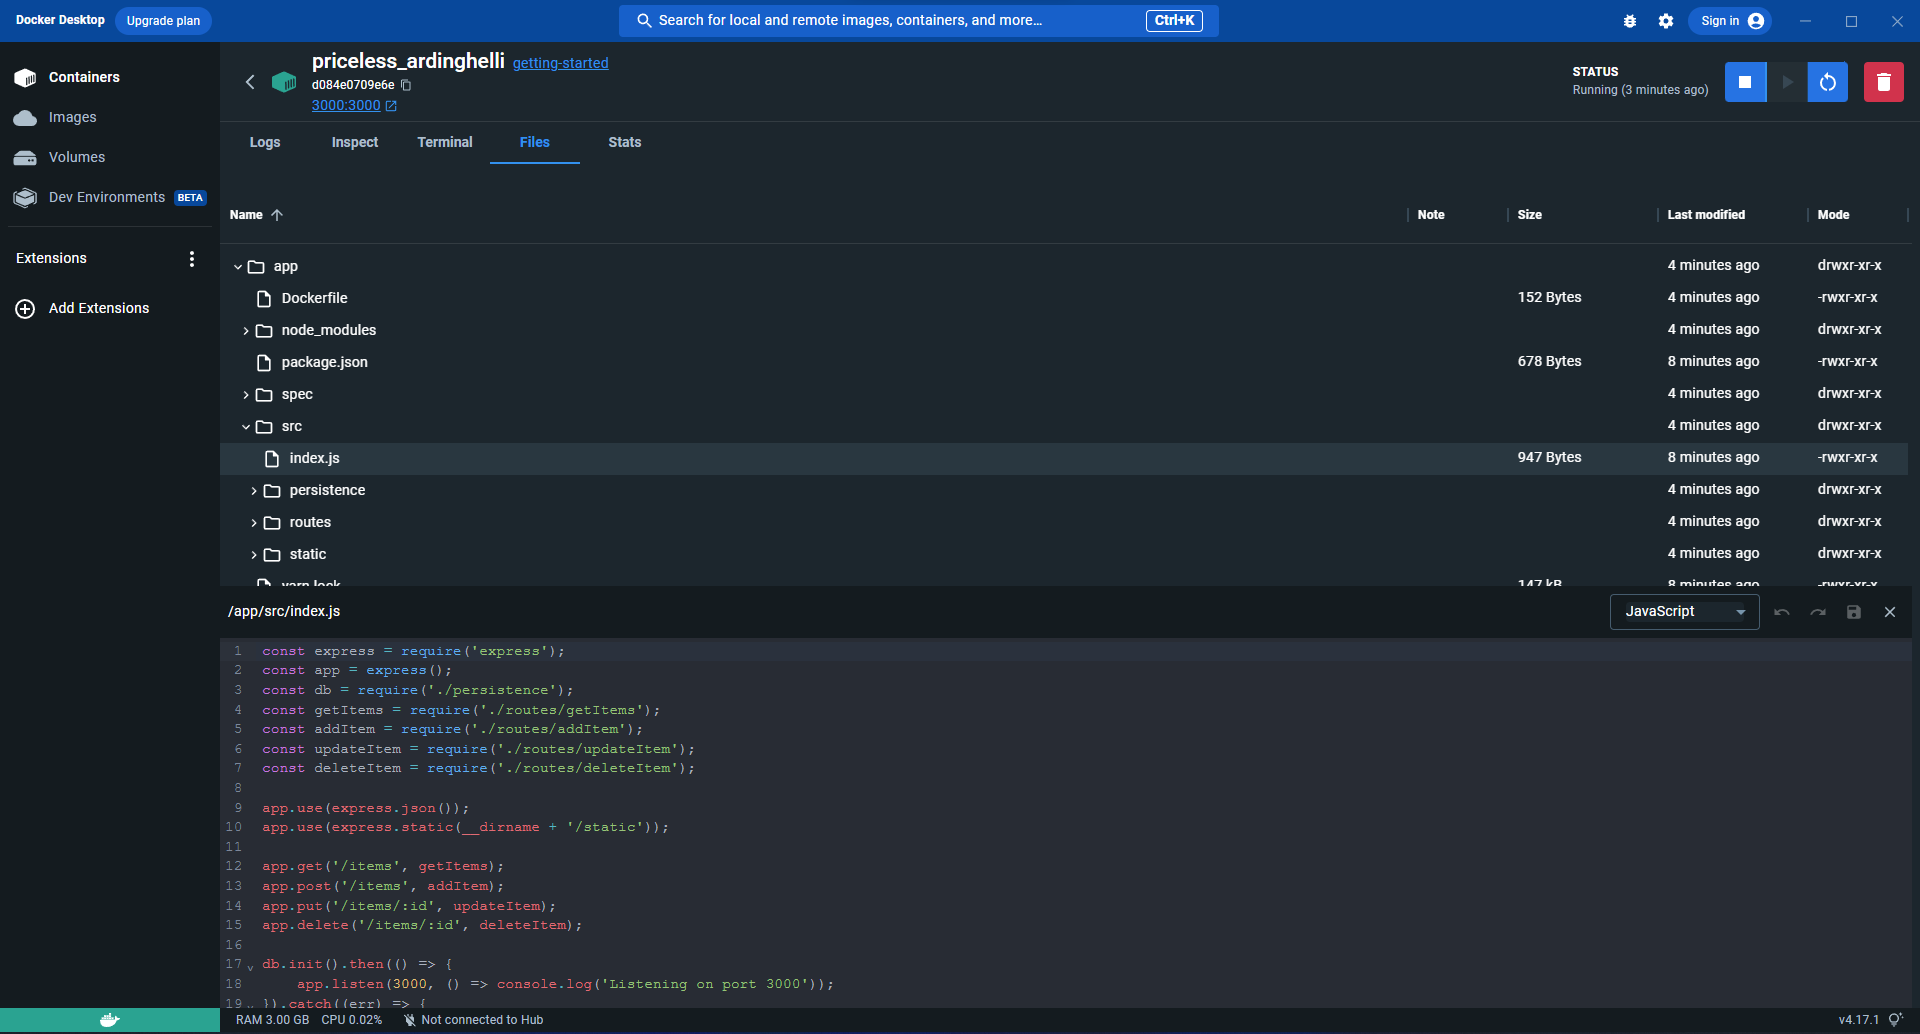 Docker Desktop Upgrade plan Search for local and remote images, containers, and more... Ctrl+K Sign in
Containers
Images
Volumes
Dev Environments BETA
Extensions
Add Extensions
priceless_ardinghelli getting-started
d084e0709e6e
3000:3000
STATUS
Running (3 minutes ago)
Logs Inspect Terminal Files Stats
Name Note Size Last modified Mode
app 4 minutes ago drwxr-xr-x
Dockerfile 152 Bytes 4 minutes ago -rwxr-xr-x
node_modules 4 minutes ago drwxr-xr-x
package.json 678 Bytes 8 minutes ago -rwxr-xr-x
spec 4 minutes ago drwxr-xr-x
src 4 minutes ago drwxr-xr-x
index.js 947 Bytes 8 minutes ago -rwxr-xr-x
persistence 4 minutes ago drwxr-xr-x
routes 4 minutes ago drwxr-xr-x
static 4 minutes ago drwxr-xr-x
yarn.lock 147 kB 8 minutes ago -rwxr-xr-x
/app/src/index.js JavaScript
1 const express = require('express');
2 const app = express();
3 const db = require('./persistence');
4 const getItems = require('./routes/getItems');
5 const addItem = require('./routes/addItem');
6 const updateItem = require('./routes/updateItem');
7 const deleteItem = require('./routes/deleteItem');
8
9 app.use(express.json());
10 app.use(express.static(__dirname + '/static'));
11
12 app.get('/items', getItems);
13 app.post('/items', addItem);
14 app.put('/items/:id', updateItem);
15 app.delete('/items/:id', deleteItem);
16
17 db.init().then(() => {
18 app.listen(3000, () => console.log('Listening on port 3000'));
19 }).catch((err) => {
RAM 3.00 GB CPU 0.02% Not connected to Hub v4.17.1